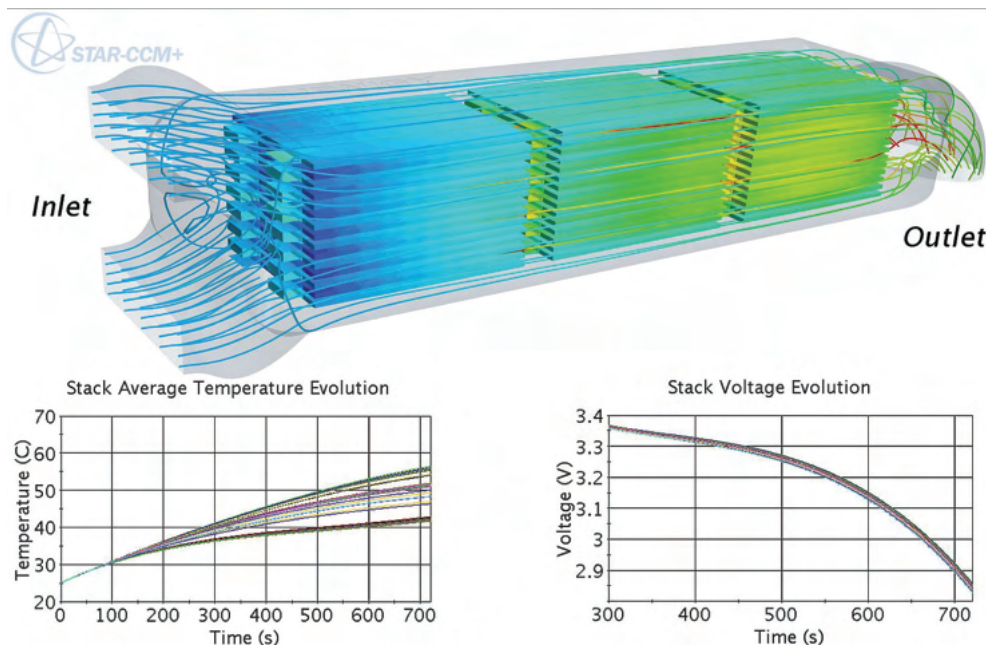 STAR-CCM+
Inlet
Outlet
Stack Average Temperature Evolution
70
60
50
40
30
20
Temperature (C)
0 100 200 300 400 500 600 700
Time (s)
Stack Voltage Evolution
3.4
3.3
3.2
3.1
3
2.9
Voltage (V)
300 400 500 600 700
Time (s)